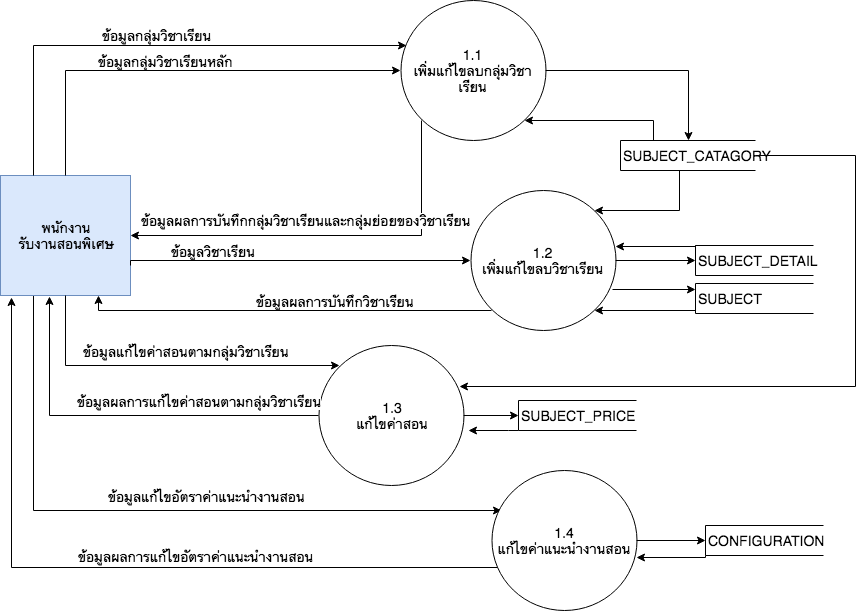 ข้อมูลกลุ่มวิชาเรียน
ข้อมูลกลุ่มวิชาเรียนหลัก
1.1
เพิ่มแก้ไขลบกลุ่มวิชา
เรียน
SUBJECT_CATAGORY
พนักงาน
รับงานสอนพิเศษ
ข้อมูลผลการบันทึกกลุ่มวิชาเรียนและกลุ่มย่อยของวิชาเรียน
ข้อมูลวิชาเรียน
1.2
เพิ่มแก้ไขลบวิชาเรียน
SUBJECT_DETAIL
SUBJECT
ข้อมูลผลการบันทึกวิชาเรียน
ข้อมูลแก้ไขค่าสอนตามกลุ่มวิชาเรียน
ข้อมูลผลการแก้ไขค่าสอนตามกลุ่มวิชาเรียน
1.3
แก้ไขค่าสอน
SUBJECT_PRICE
ข้อมูลแก้ไขอัตราค่าแนะนำงานสอน
1.4
แก้ไขค่าแนะนำงานสอน
CONFIGURATION
ข้อมูลผลการแก้ไขอัตราค่าแนะนำงานสอน